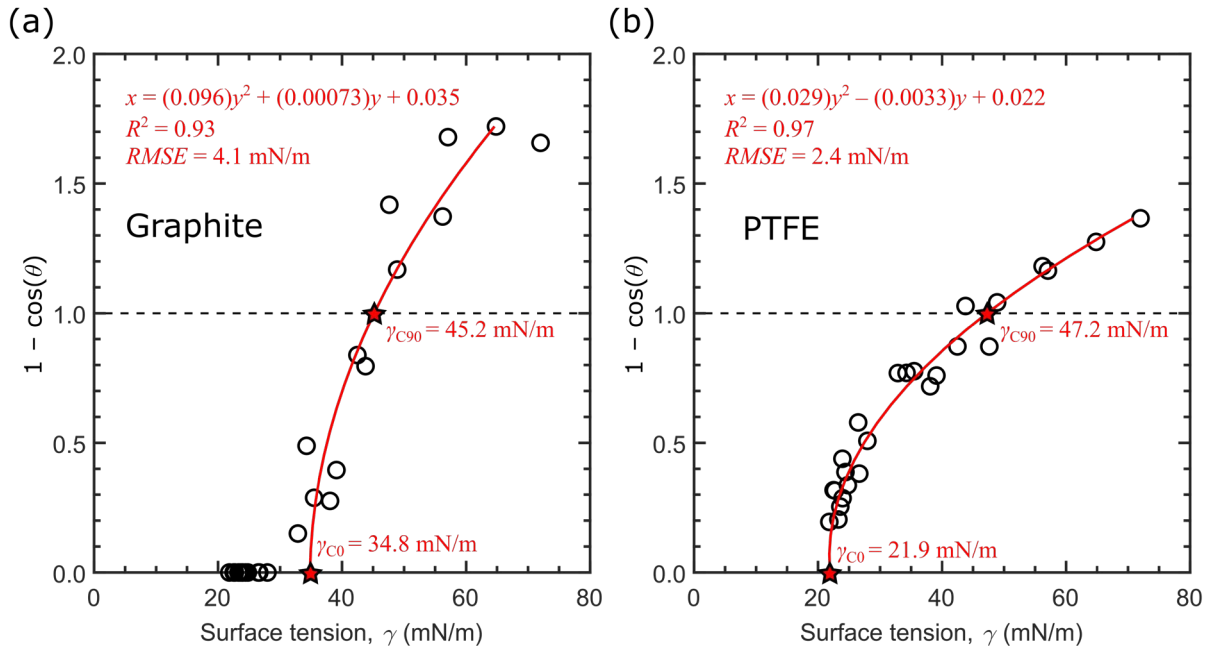 (a)
2.0
1.5
1.0
0.5
0.0
1 – cos(θ)
x = (0.096)y² + (0.00073)y + 0.035
R² = 0.93
RMSE = 4.1 mN/m
Graphite
γC90 = 45.2 mN/m
γC0 = 34.8 mN/m
0 20 40 60 80
Surface tension, γ (mN/m)
(b)
2.0
1.5
1.0
0.5
0.0
1 – cos(θ)
x = (0.029)y² – (0.0033)y + 0.022
R² = 0.97
RMSE = 2.4 mN/m
PTFE
γC90 = 47.2 mN/m
γC0 = 21.9 mN/m
0 20 40 60 80
Surface tension, γ (mN/m)